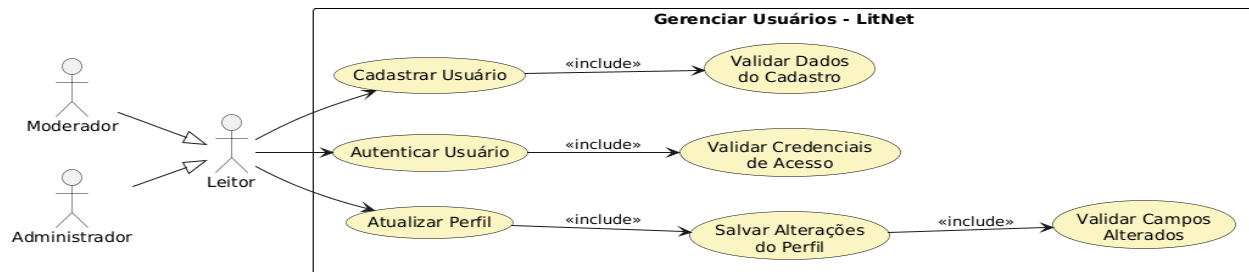 Gerenciar Usuários - LitNet
Moderador
Administrador
Leitor
Cadastrar Usuário
«include»
Validar Dados
do Cadastro
Autenticar Usuário
«include»
Validar Credenciais
de Acesso
Atualizar Perfil
«include»
Salvar Alterações
do Perfil
«include»
Validar Campos
Alterados